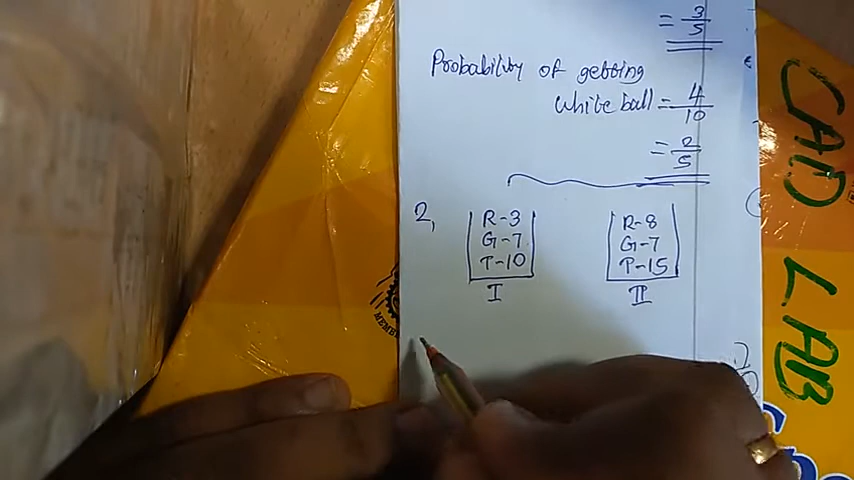 = 3/5
Probability of getting
white ball = 4/10
= 2/5
2, R-3 R-8
G-7 G-7
T-10 T-15
I II
CAD LAB
MEMB